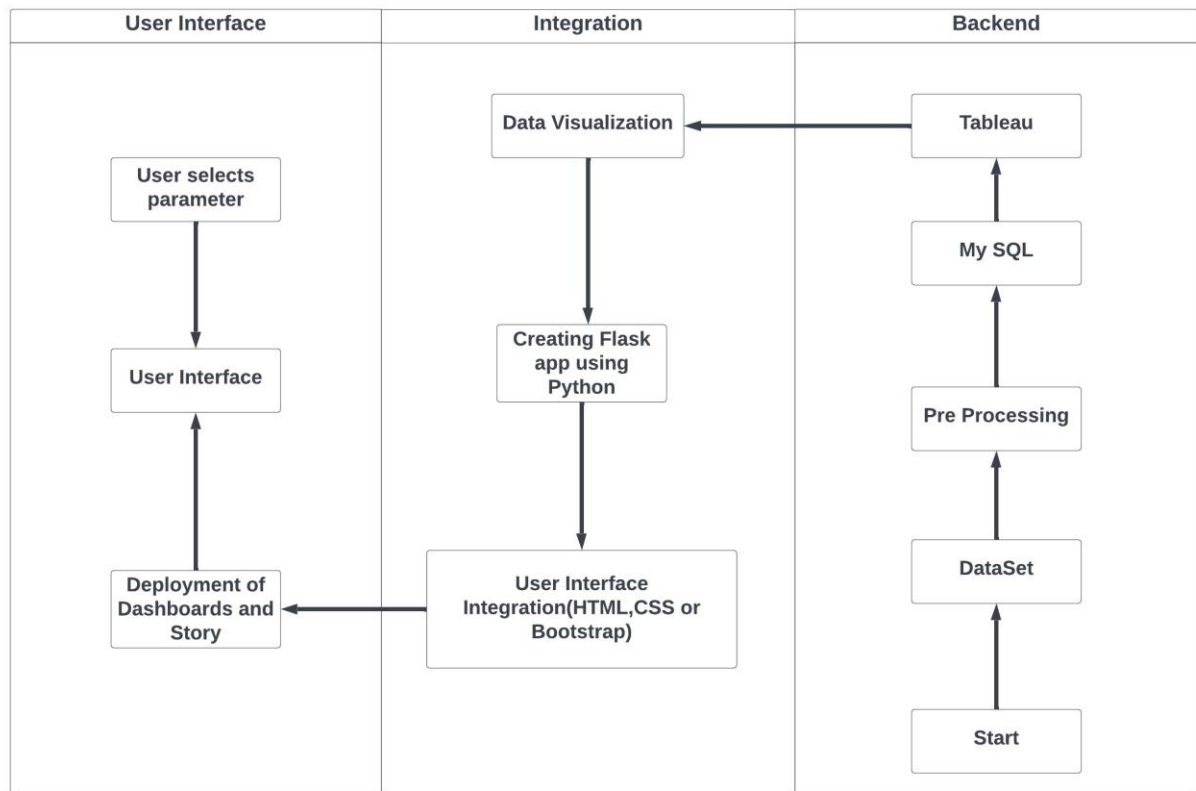 User Interface
Integration
Backend
Data Visualization
Tableau
User selects
parameter
My SQL
Creating Flask
app using
Python
User Interface
Pre Processing
User Interface
Integration(HTML,CSS or
Bootstrap)
Deployment of
Dashboards and
Story
DataSet
Start